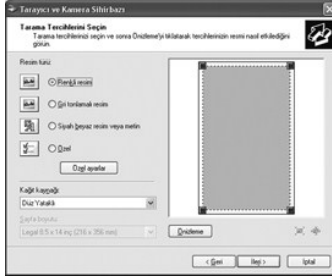 Tarayıcı ve Kamera Sihirbazı
Tarama Tercihlerini Seçin
Tarama tercihlerinizi seçin ve sonra Önizleme'yi tıklatarak tercihlerinizin resmi nasıl etkilediğini
görün.
Resim türü:
Renkli resim
Gri tonlamalı resim
Siyah beyaz resim veya metin
Özel
Özel ayarlar
Kağıt kaynağı:
Düz Yataklı
Sayfa boyutu:
Legal 8.5 x 14 inç (216 x 356 mm)
Önizleme
< Geri
İleri >
İptal